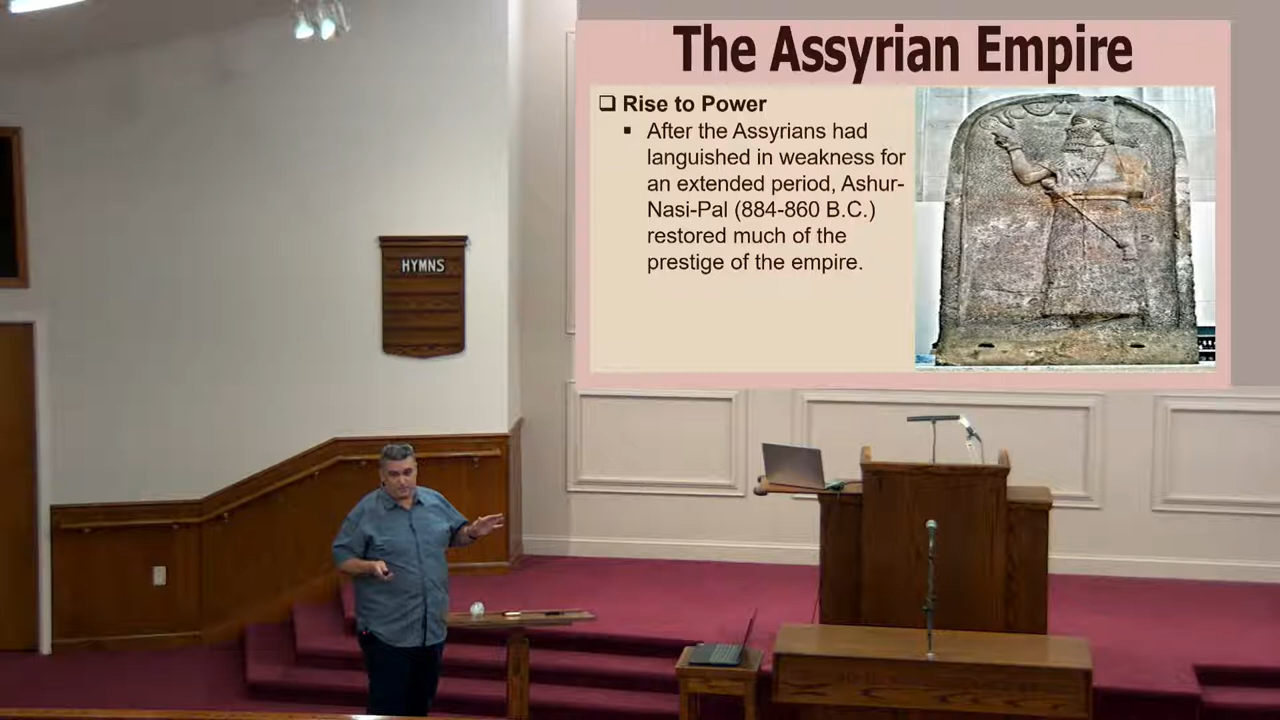 The Assyrian Empire
❑ Rise to Power
▪ After the Assyrians had
languished in weakness for
an extended period, Ashur-
Nasi-Pal (884-860 B.C.)
restored much of the
prestige of the empire.
HYMNS